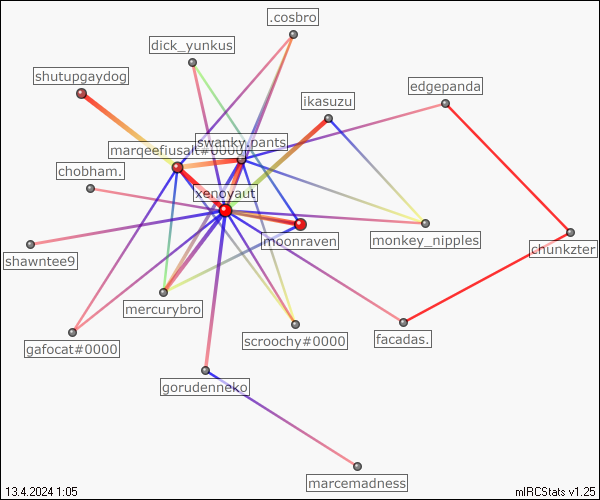 .cosbro
dick_yunkus
shutupgaydog
edgepanda
ikasuzu
swanky.pants
marqeefiusalt#0000
chobham.
xenoyaut
moonraven
monkey_nipples
chunkzter
shawntee9
mercurybro
scroochy#0000
facadas.
gafocat#0000
gorudenneko
marcemadness
13.4.2024 1:05
mIRCStats v1.25